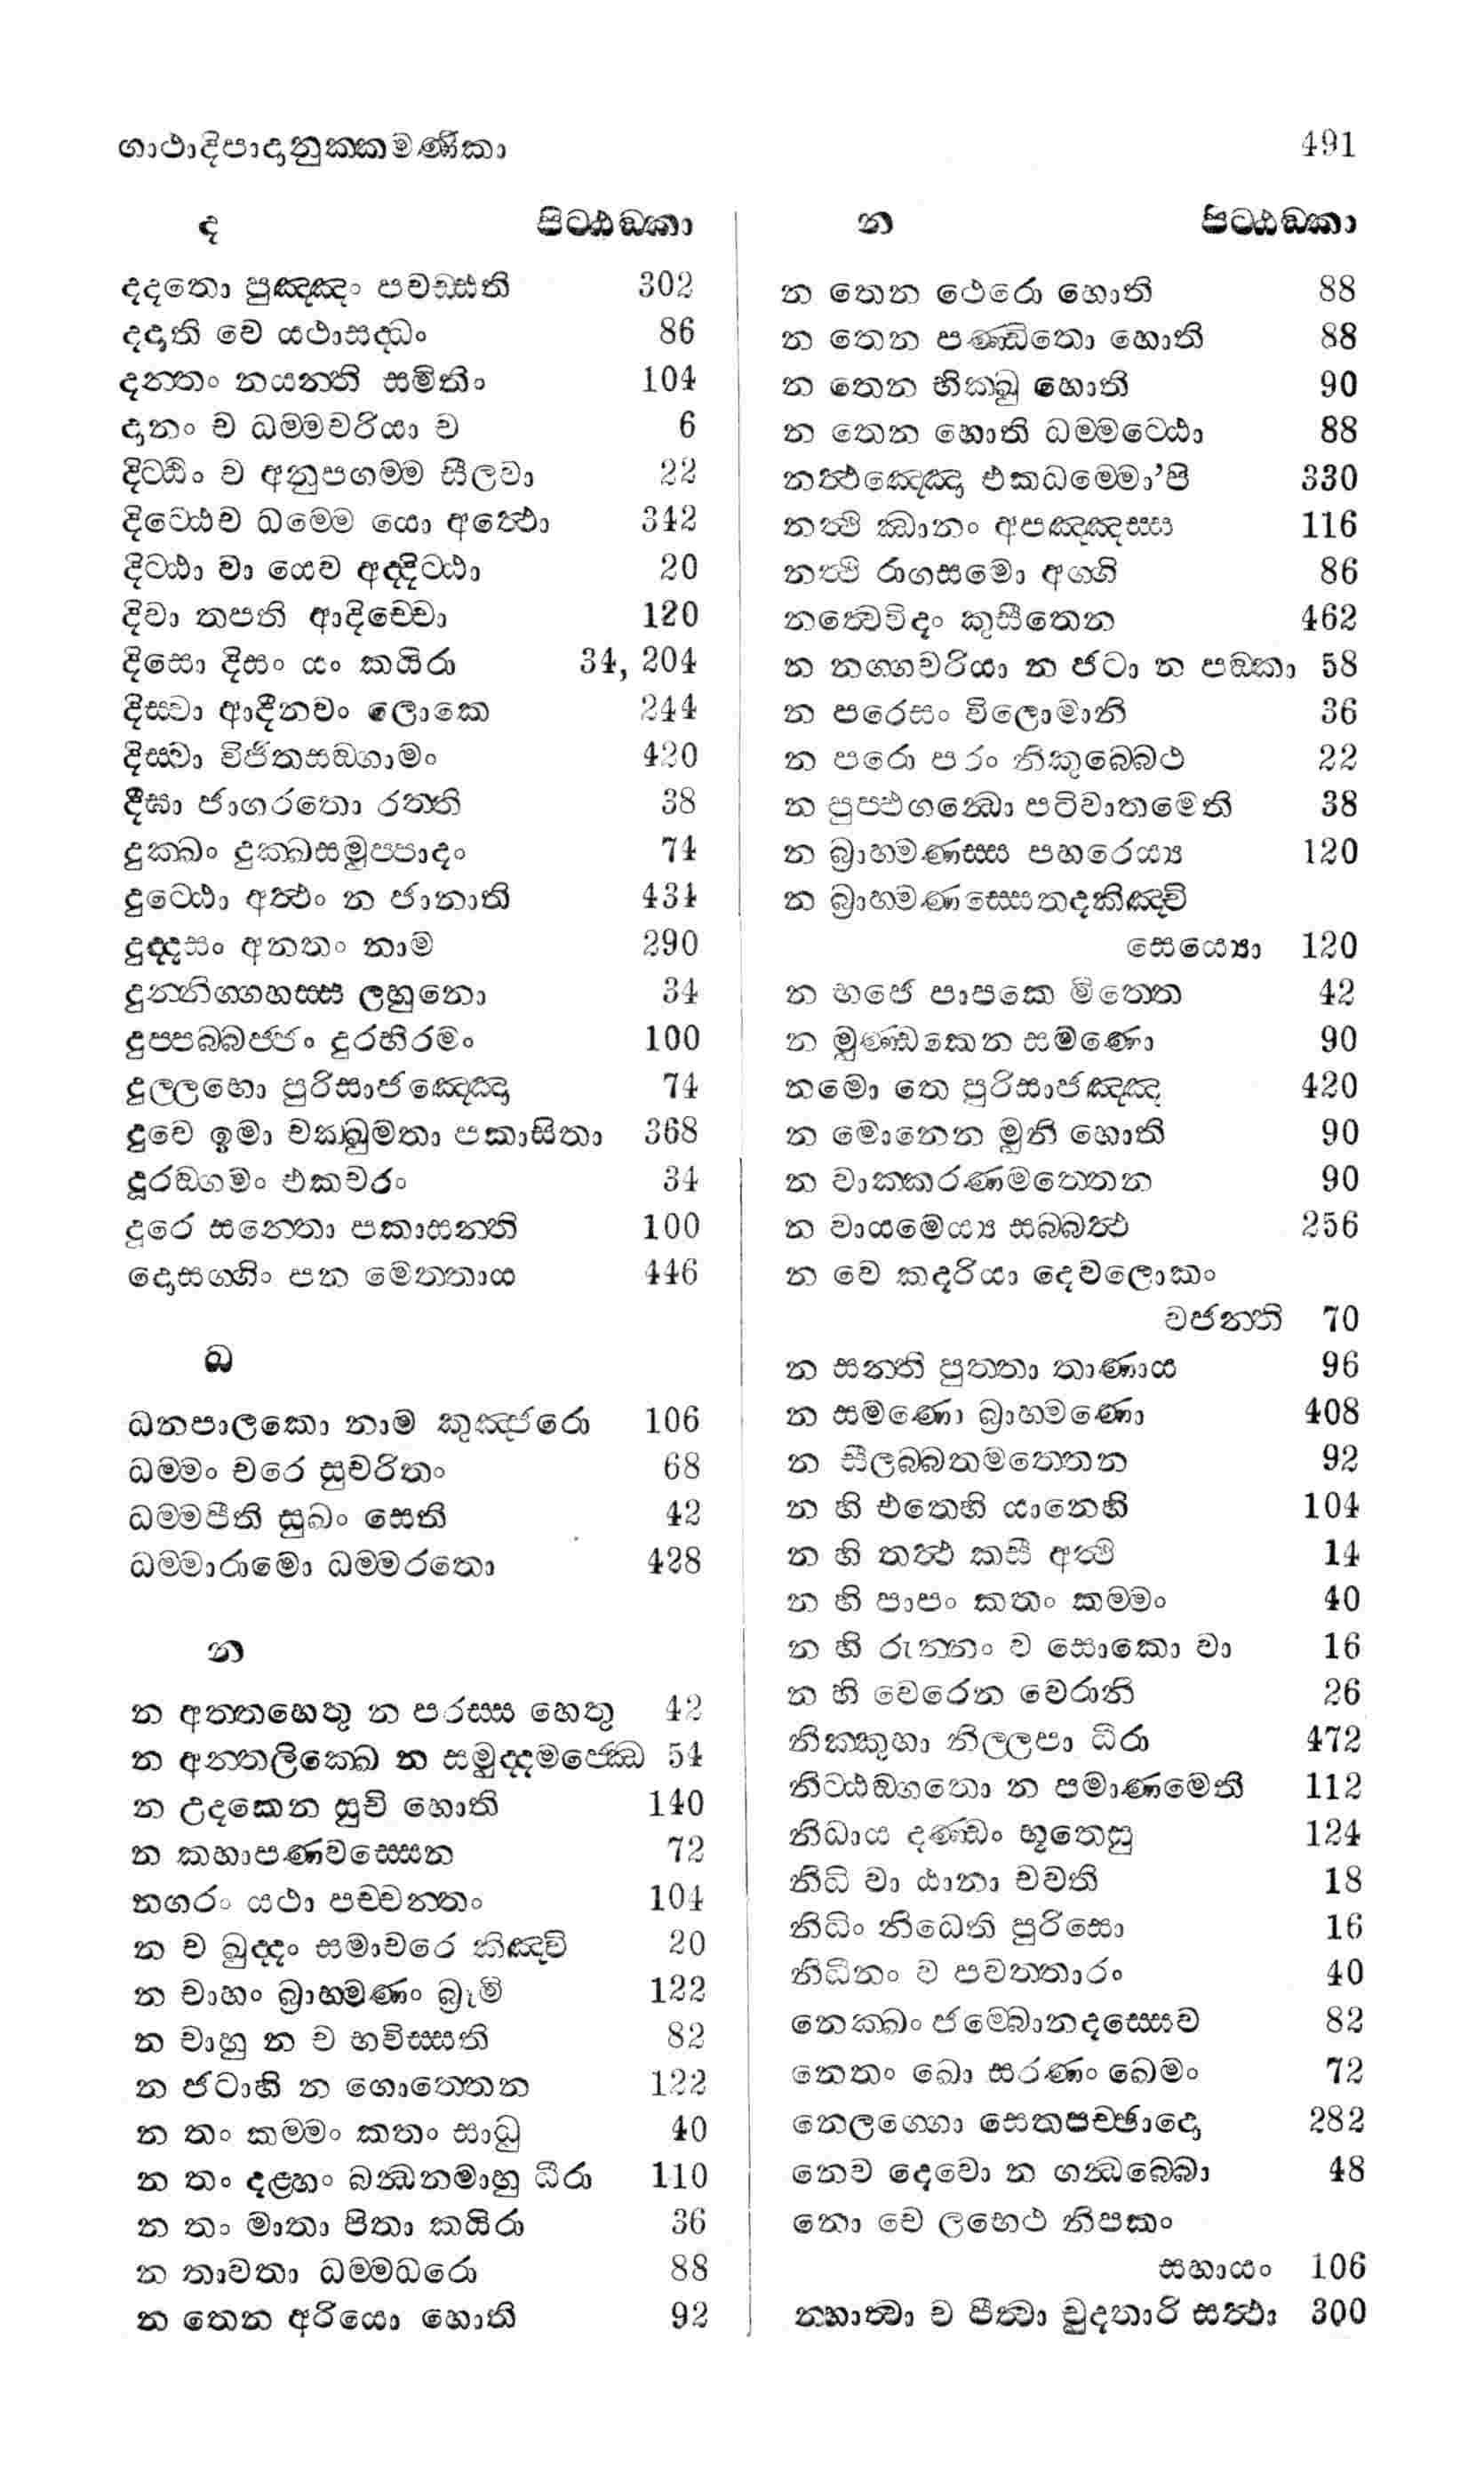 ගාථාදිපාදානුක්කමණිකා 491
ද පිට්ඨඞ්කා
දදතො පුඤ්ඤං පවඩ්ඪති 302
දදාති වෙ යථාසද්ධං 86
දන්තං නයන්ති සමිතිං 104
දානං ච ධම්මචරියා ච 6
දිට්ඨිං ච අනුපගම්ම සීලවා 22
දිට්ඨෙව ධම්මෙ යො අත්ථො 342
දිට්ඨා වා යෙව අද්දිට්ඨා 20
දිවා තපති ආදිච්චො 120
දිසො දිසං යං කයිරා 34, 204
දිස්වා ආදීනවං ලොකෙ 244
දිස්වා විජිතසඞ්ගාමං 420
දීඝා ජාගරතො රත්ති 38
දුක්ඛං දුක්ඛසමුප්පාදං 74
දුට්ඨො අත්ථං න ජානාති 434
දුද්දසං අනතං නාම 290
දුන්නිග්ගහස්ස ලහුනො 34
දුප්පබ්බජ්ජං දුරභිරමං 100
දුල්ලභො පුරිසාජඤ්ඤො 74
දුවෙ ඉමා චක්ඛුමතා පකාසිතා 368
දූරඞ්ගමං එකචරං 34
දූරෙ සන්තො පකාසන්ති 100
දොසග්ගිං පන මෙත්තාය 446
ධ
ධනපාලකො නාම කුඤ්ජරො 106
ධම්මං චරෙ සුචරිතං 68
ධම්මපීති සුඛං සෙති 42
ධම්මාරාමො ධම්මරතො 428
න
න අත්තහෙතු න පරස්ස හෙතු 42
න අන්තලික්ඛෙ න සමුද්දමජ්ඣෙ 54
න උදකෙන සුචි හොති 140
න කහාපණවස්සෙන 72
නගරං යථා පච්චන්තං 104
න ච ඛුද්දං සමාචරෙ කිඤ්චි 20
න චාහං බ්‍රාහ්මණං බ්‍රූමි 122
න චාහු න ච භවිස්සති 82
න ජටාහි න ගොත්තෙන 122
න තං කම්මං කතං සාධු 40
න තං දළ්හං බන්ධනමාහු ධීරා 110
න තං මාතා පිතා කයිරා 36
න තාවතා ධම්මධරො 88
න තෙන අරියො හොති 92
න පිට්ඨඞ්කා
න තෙන ථෙරො හොති 88
න තෙන පණ්ඩිතො හොති 88
න තෙන භික්ඛු හොති 90
න තෙන හොති ධම්මට්ඨො 88
නත්ථඤ්ඤො එකධම්මො’පි 330
නත්ථි ඣානං අපඤ්ඤස්ස 116
නත්ථි රාගසමො අග්ගි 86
නත්වෙවිදං කුසීතෙන 462
න නග්ගචරියා න ජටා න පඞ්කා 58
න පරෙසං විලොමානි 36
න පරො පරං නිකුබ්බෙථ 22
න පුප්ඵගන්ධො පටිවාතමෙති 38
න බ්‍රාහ්මණස්ස පහරෙය්‍ය 120
න බ්‍රාහ්මණස්සෙතදකිඤ්චි
සෙය්‍යො 120
න භජෙ පාපකෙ මිත්තෙ 42
න මුණ්ඩකෙන සමණො 90
නමො තෙ පුරිසාජඤ්ඤ 420
න මොනෙන මුනි හොති 90
න වාක්කරණමත්තෙන 90
න වායමෙය්‍ය සබ්බත්ථ 256
න වෙ කදරියා දෙවලොකං
වජන්ති 70
න සන්ති පුත්තා තාණාය 96
න සමණො බ්‍රාහ්මණො 408
න සීලබ්බතමත්තෙන 92
න හි එතෙහි යානෙහි 104
න හි තත්ථ කසී අත්ථි 14
න හි පාපං කතං කම්මං 40
න හි රුන්නං ව සොකො වා 16
න හි වෙරෙන වෙරානි 26
නික්කුහා නිල්ලපා ධීරා 472
නිට්ඨඞ්ගතො න පමාණමෙති 112
නිධාය දණ්ඩං භූතෙසු 124
නිධි වා ඨානා චවති 18
නිධිං නිධෙති පුරිසො 16
නිධීනං ව පවත්තාරං 40
නෙක්ඛං ජම්බොනදස්සෙව 82
නෙතං ඛො සරණං ඛෙමං 72
නෙලග්ගො සෙතපච්ඡාදො 282
නෙව දෙවො න ගන්ධබ්බො 48
නො චෙ ලභෙථ නිපකං
සහායං 106
න්හාත්වා ච පීත්වා චුදතාරි සත්ථා 300